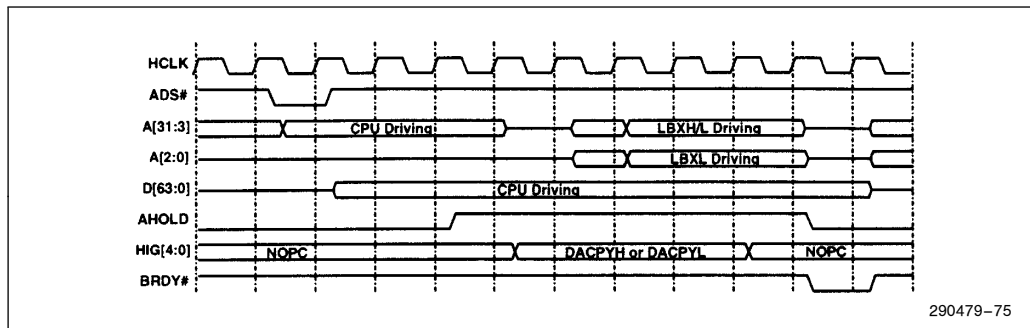 HCLK
ADS#
A[31:3] CPU Driving LBXH/L Driving
A[2:0] LBXL Driving
D[63:0] CPU Driving
AHOLD
HIG[4:0] NOPC DACPYH or DACPYL NOPC
BRDY#
290479–75